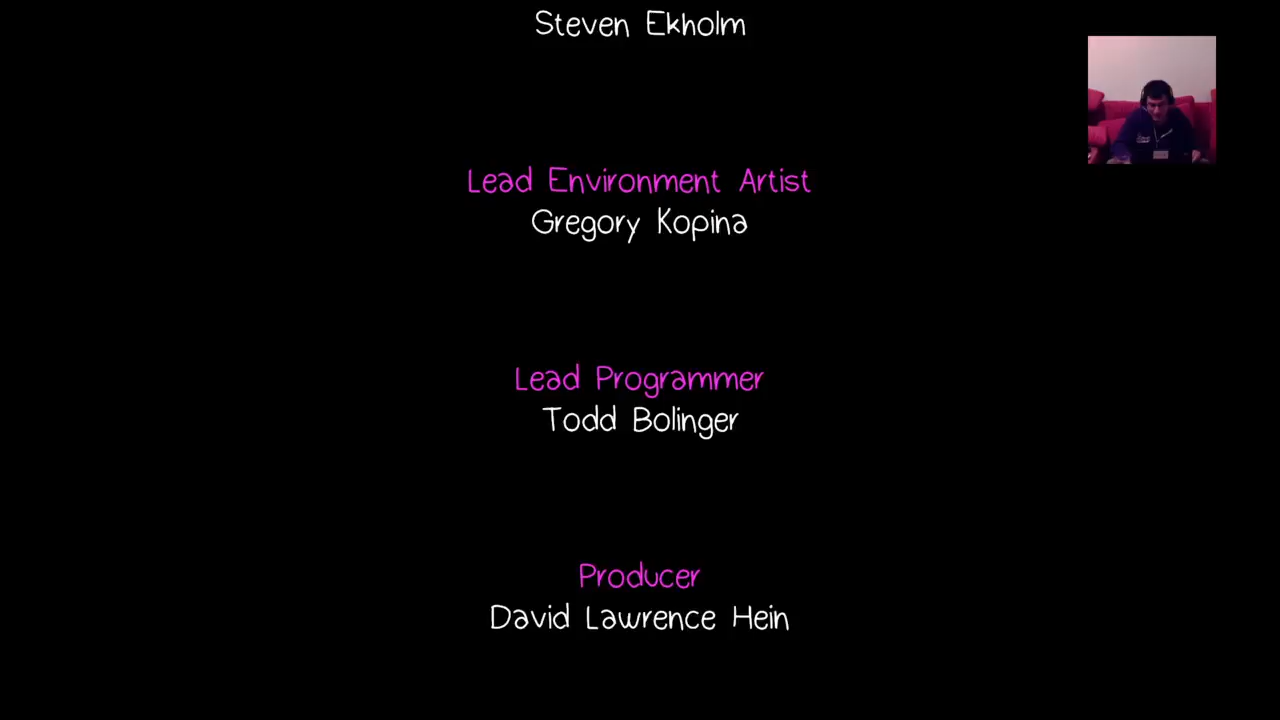 Steven Ekholm
Lead Environment Artist
Gregory Kopina
Lead Programmer
Todd Bolinger
Producer
David Lawrence Hein